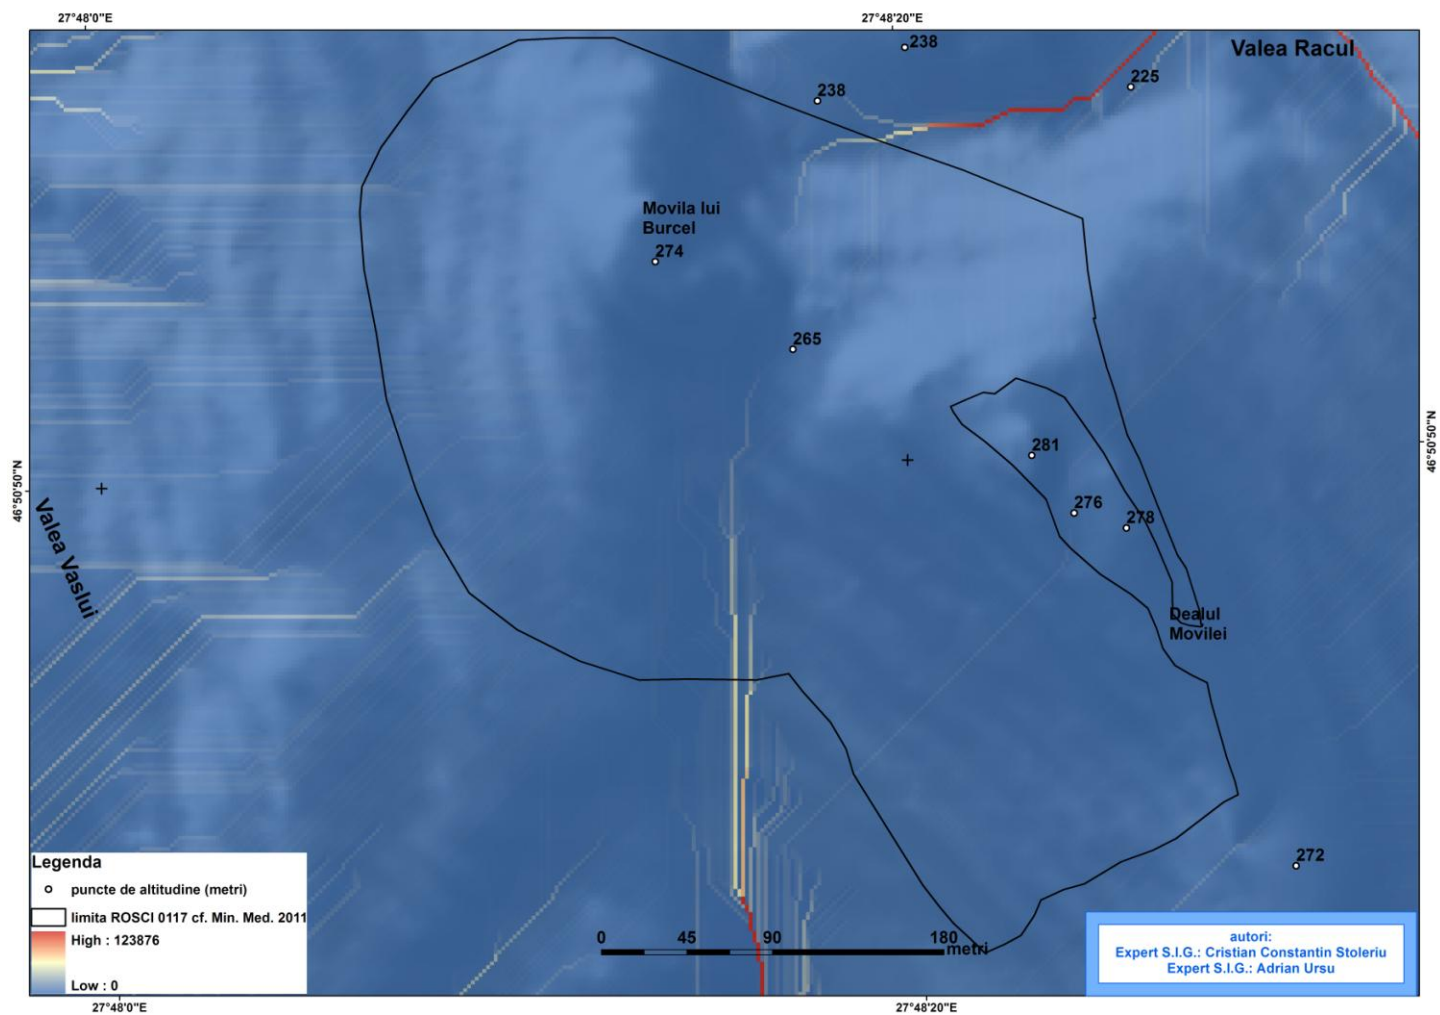 27°48'0"E
27°48'20"E
Valea Racul
238
225
238
Movila lui
Burcel
274
265
46°50'50"N
46°50'50"N
281
276
278
Valea Vaslui
Dealul
Movilei
272
Legenda
puncte de altitudine (metri)
limita ROSCI 0117 cf. Min. Med. 2011
High : 123876
Low : 0
0 45 90 180
metri
autori:
Expert S.I.G.: Cristian Constantin Stoleriu
Expert S.I.G.: Adrian Ursu
27°48'0"E
27°48'20"E